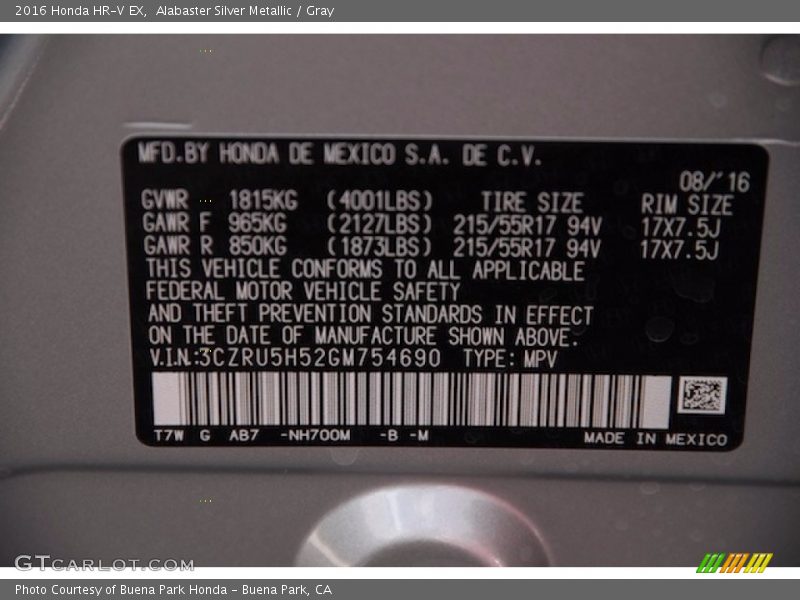 2016 Honda HR-V EX,  Alabaster Silver Metallic / Gray
MFD.BY HONDA DE MEXICO S.A. DE C.V.
08/'16
GVWR 1815KG (4001LBS) TIRE SIZE RIM SIZE
GAWR F 965KG (2127LBS) 215/55R17 94V 17X7.5J
GAWR R 850KG (1873LBS) 215/55R17 94V 17X7.5J
THIS VEHICLE CONFORMS TO ALL APPLICABLE
FEDERAL MOTOR VEHICLE SAFETY
AND THEFT PREVENTION STANDARDS IN EFFECT
ON THE DATE OF MANUFACTURE SHOWN ABOVE.
V.I.N.:3CZRU5H52GM754690 TYPE: MPV
T7W G AB7 -NH700M -B -M MADE IN MEXICO
GTCARLOT.COM
Photo Courtesy of Buena Park Honda - Buena Park, CA